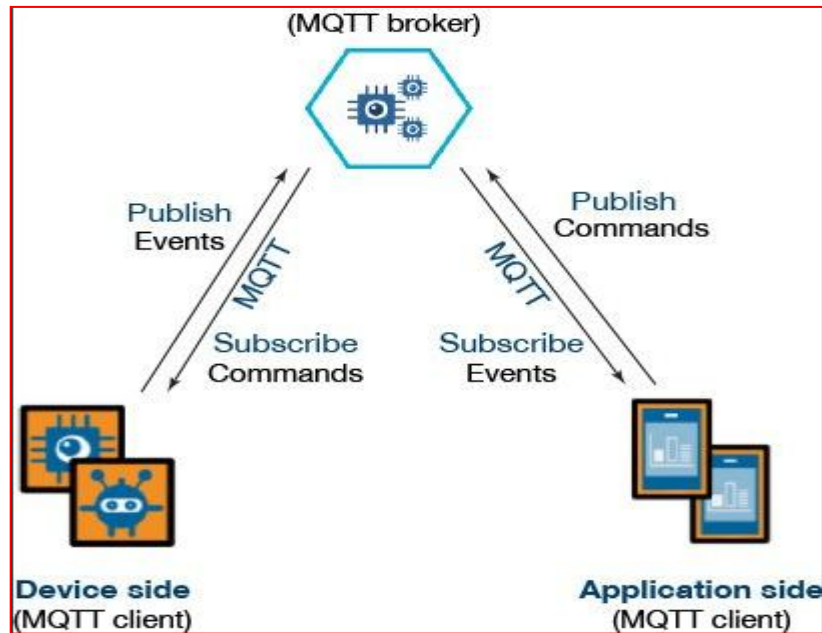 (MQTT broker)
Publish
Events
MQTT
Subscribe
Commands
Publish
Commands
MQTT
Subscribe
Events
Device side
(MQTT client)
Application side
(MQTT client)